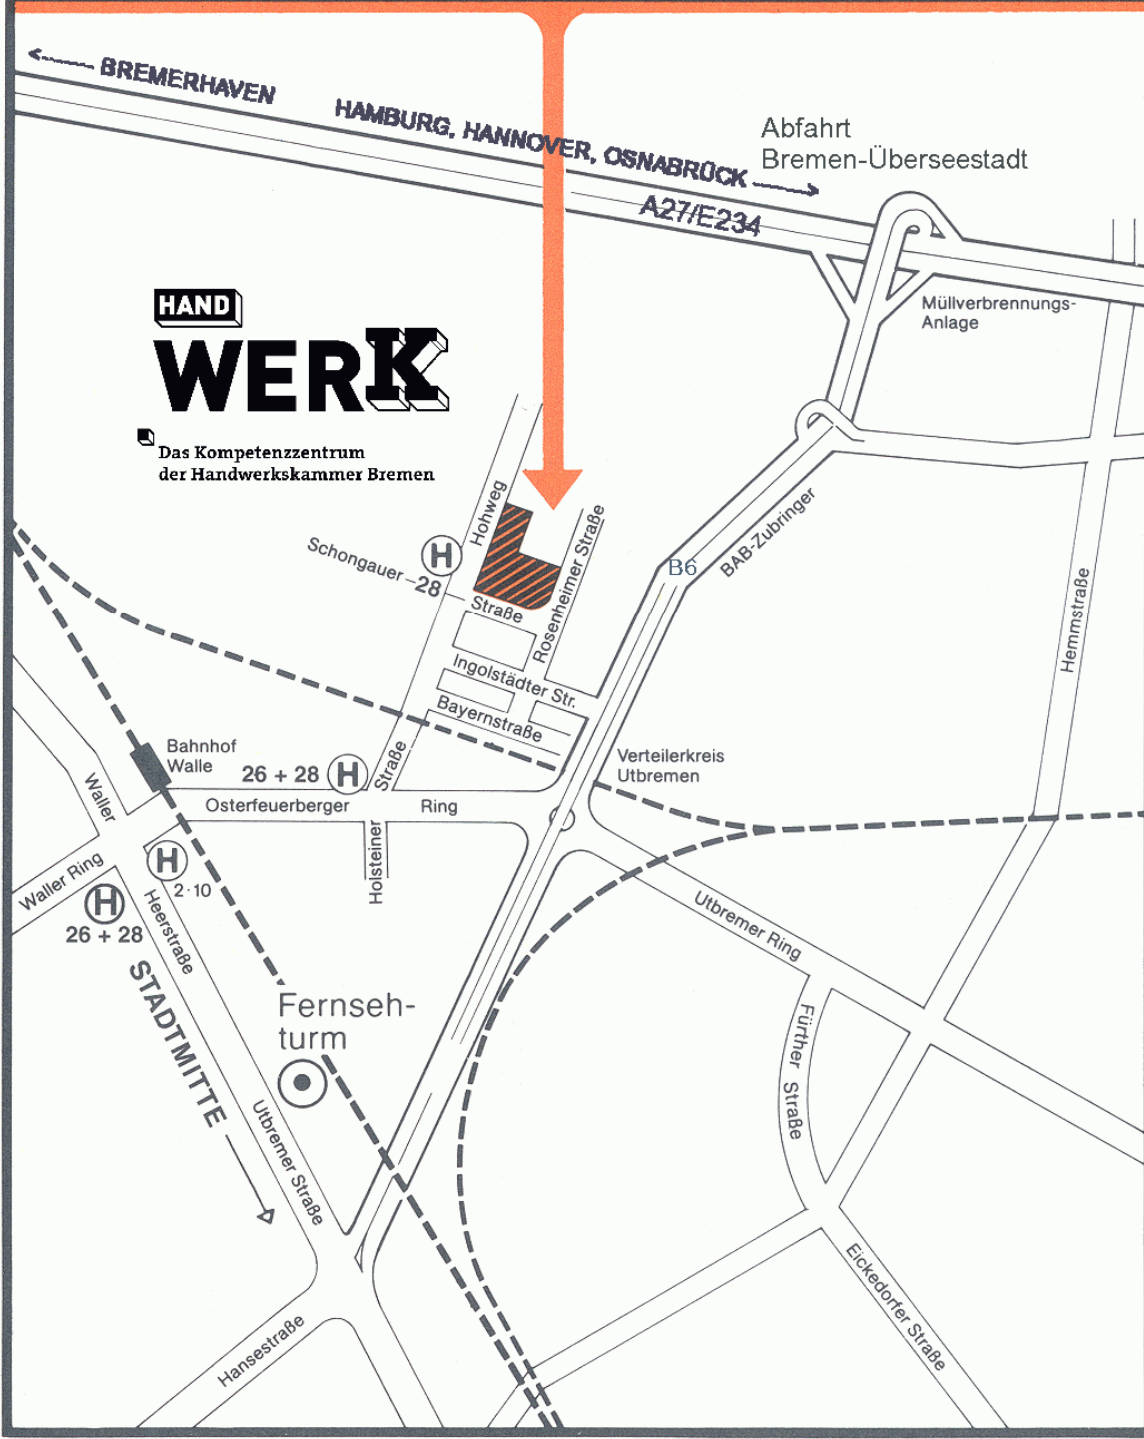 BREMERHAVEN
HAMBURG, HANNOVER, OSNABRÜCK
A27/E234
Abfahrt
Bremen-Überseestadt
Müllverbrennungs-
Anlage
HAND
WERK
Das Kompetenzzentrum
der Handwerkskammer Bremen
Hohweg
H
Schongauer
28
Straße
Rosenheimer Straße
B6
BAB-Zubringer
Hemmstraße
Ingolstädter Str.
Bayernstraße
Bahnhof
Walle
26 + 28
H
Straße
Verteilerkreis
Utbremen
Osterfeuerberger
Ring
Holsteiner
Waller
Waller Ring
H
2·10
H
26 + 28
Heerstraße
STADTMITTE
Utbremer Ring
Fernseh-
turm
Fürther Straße
Utbremer Straße
Eickedorfer Straße
Hansestraße